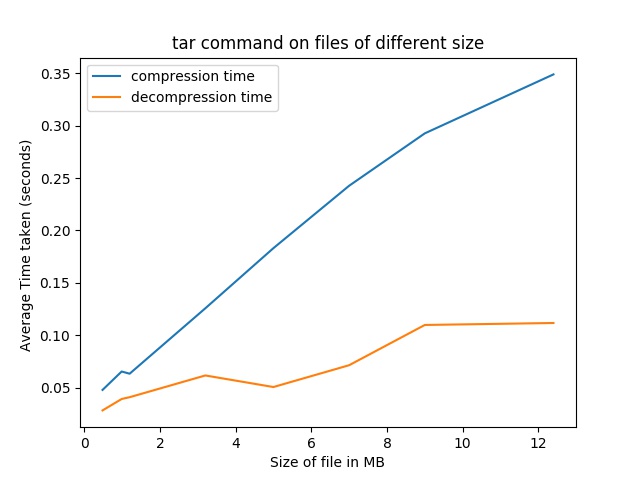 tar command on files of different size
compression time
decompression time
0.35
0.30
0.25
0.20
0.15
0.10
0.05
Average Time taken (seconds)
0 2 4 6 8 10 12
Size of file in MB